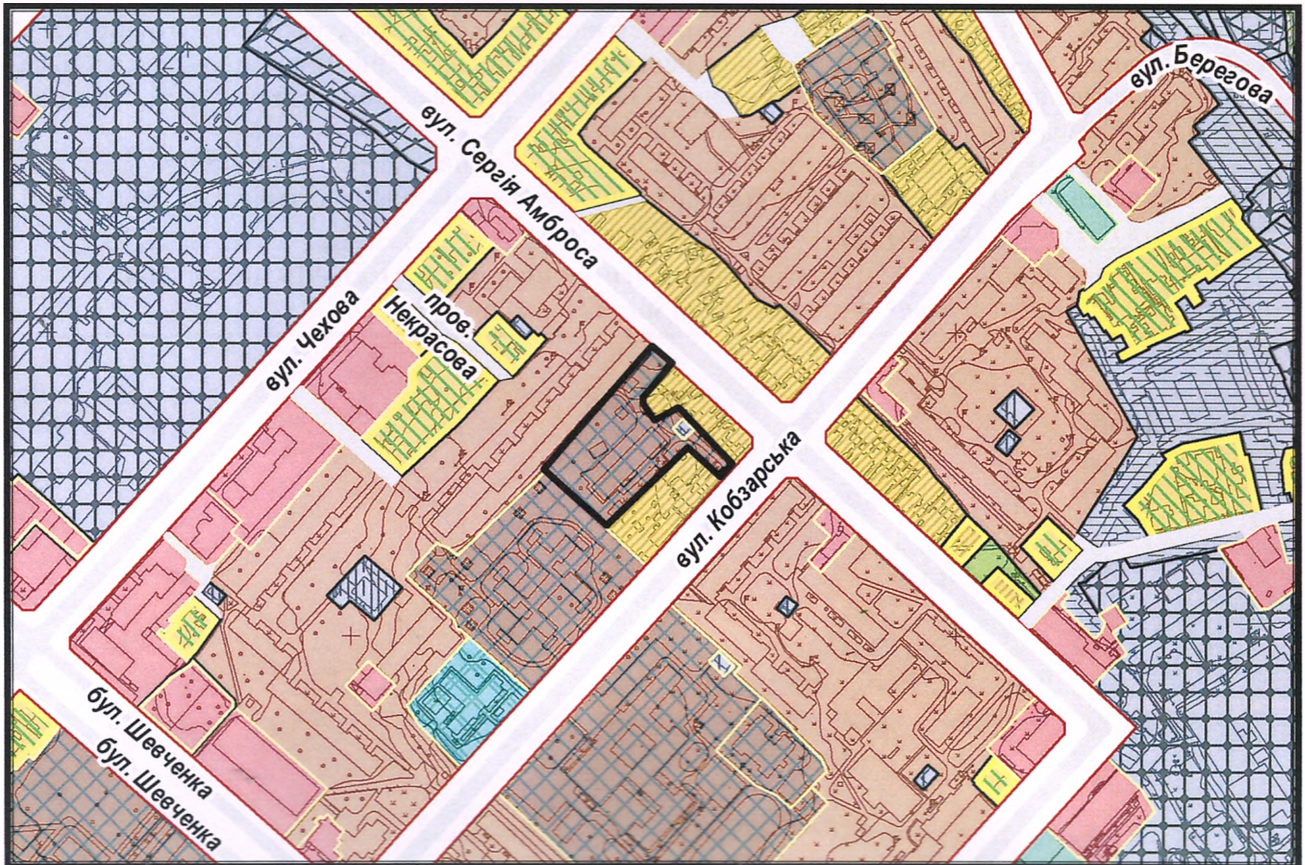 вул. Берегова
вул. Сергія Амброса
вул. Чехова
пров.
Некрасова
вул. Кобзарська
бул. Шевченка
бул. Шевченка